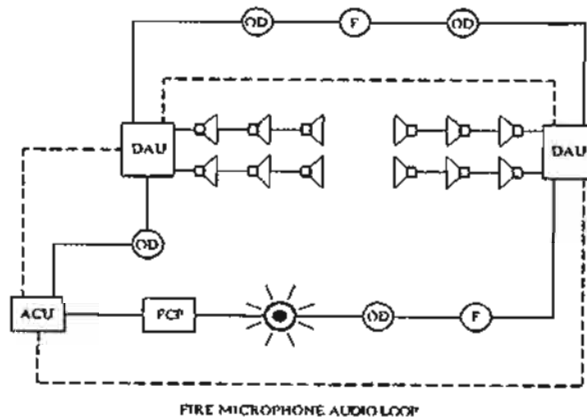 OD F OD
DAU DAU
OD
ACU FCP OD F
FIRE MICROPHONE AUDIO LOOP